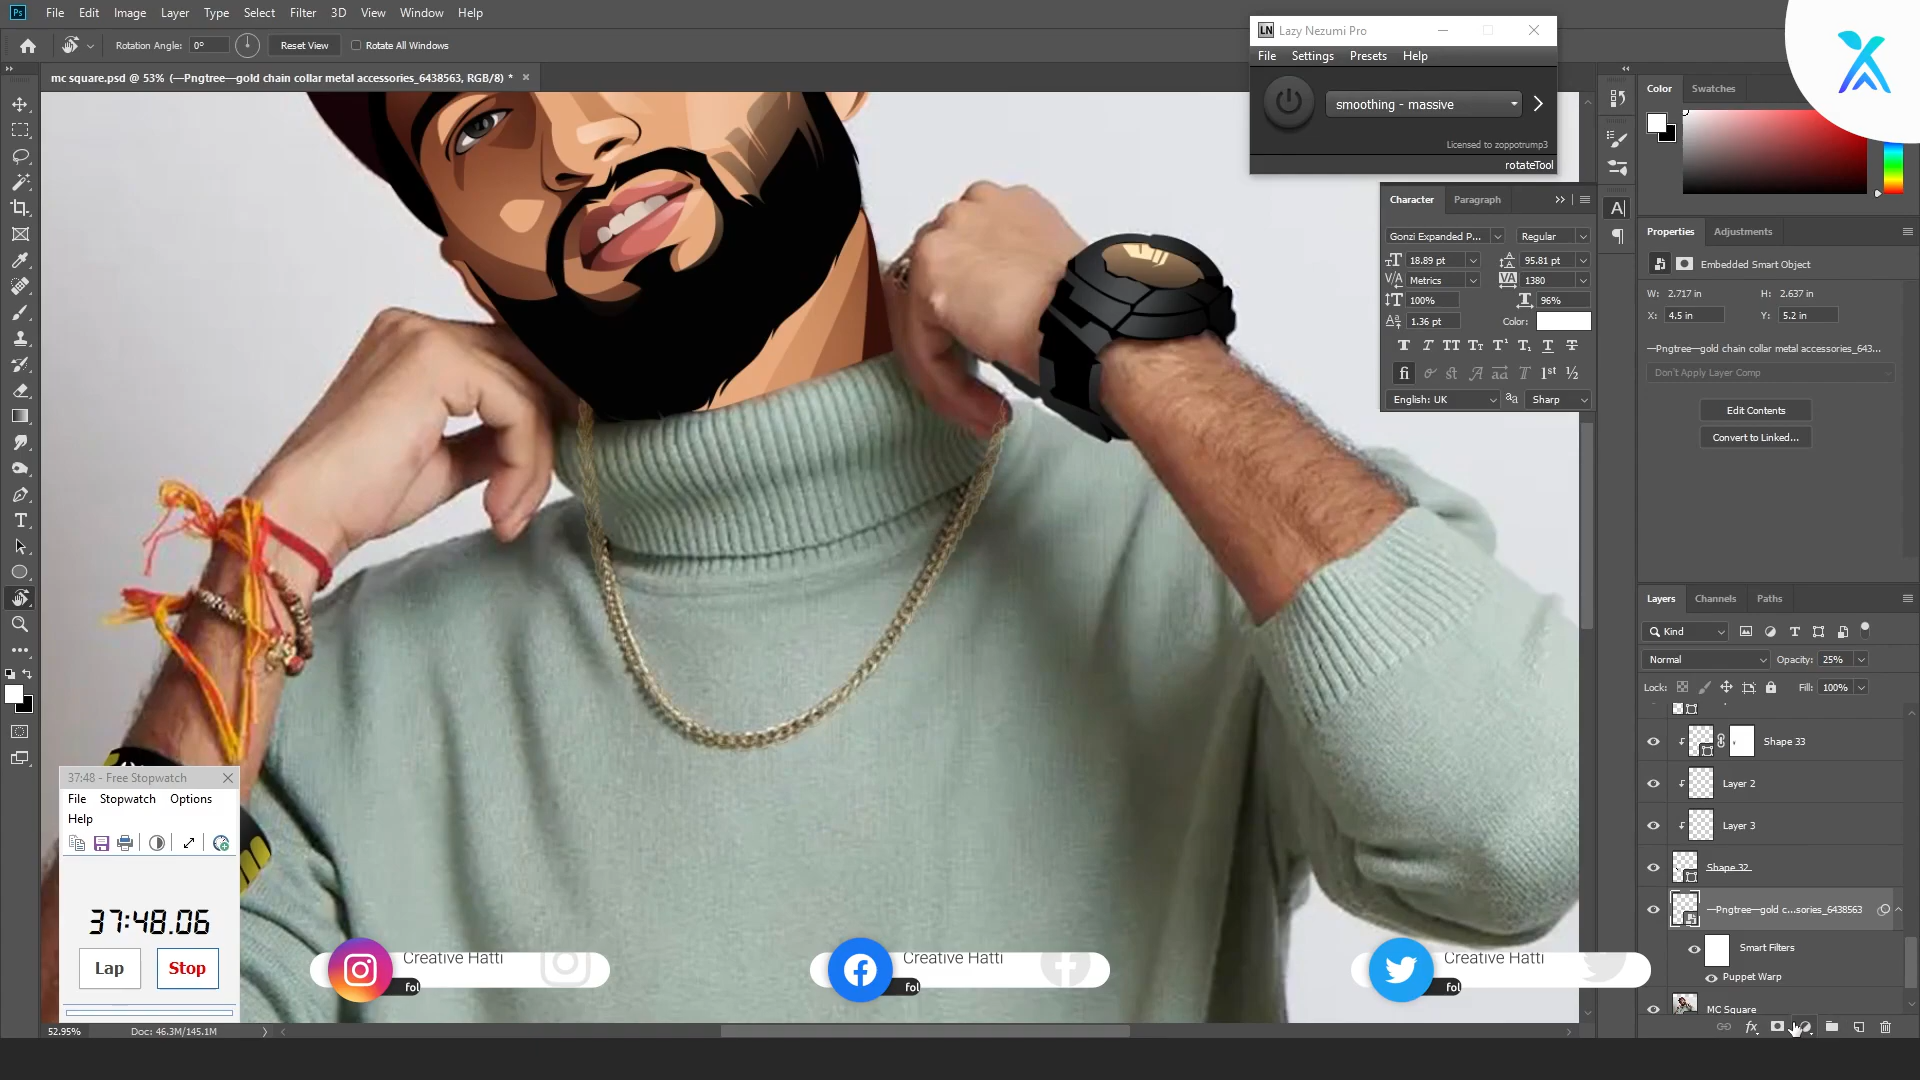 Ps File Edit Image Layer Type Select Filter 3D View Window Help
Rotation Angle: 0° Reset View Rotate All Windows
mc square.psd @ 53% (—Pngtree—gold chain collar metal accessories_6438563, RGB/8) *
LN Lazy Nezumi Pro
File Settings Presets Help
smoothing - massive
Licensed to zoppotrump3
rotateTool
Character Paragraph
Gonzi Expanded P... Regular
18.89 pt 95.81 pt
Metrics 1380
100% 96%
1.36 pt Color:
English: UK Sharp
Color Swatches
Properties Adjustments
Embedded Smart Object
W: 2.717 in H: 2.637 in
X: 4.5 in Y: 5.2 in
—Pngtree—gold chain collar metal accessories_643...
Don't Apply Layer Comp
Edit Contents
Convert to Linked...
Layers Channels Paths
Kind
Normal Opacity: 25%
Lock: Fill: 100%
Shape 33
Layer 2
Layer 3
Shape 32
—Pngtree—gold c...sories_6438563
Smart Filters
Puppet Warp
MC Square
37:48 - Free Stopwatch
File Stopwatch Options
Help
37:48.06
Lap Stop
Creative Hatti
fol
Creative Hatti
fol
Creative Hatti
fol
52.95% Doc: 46.3M/145.1M